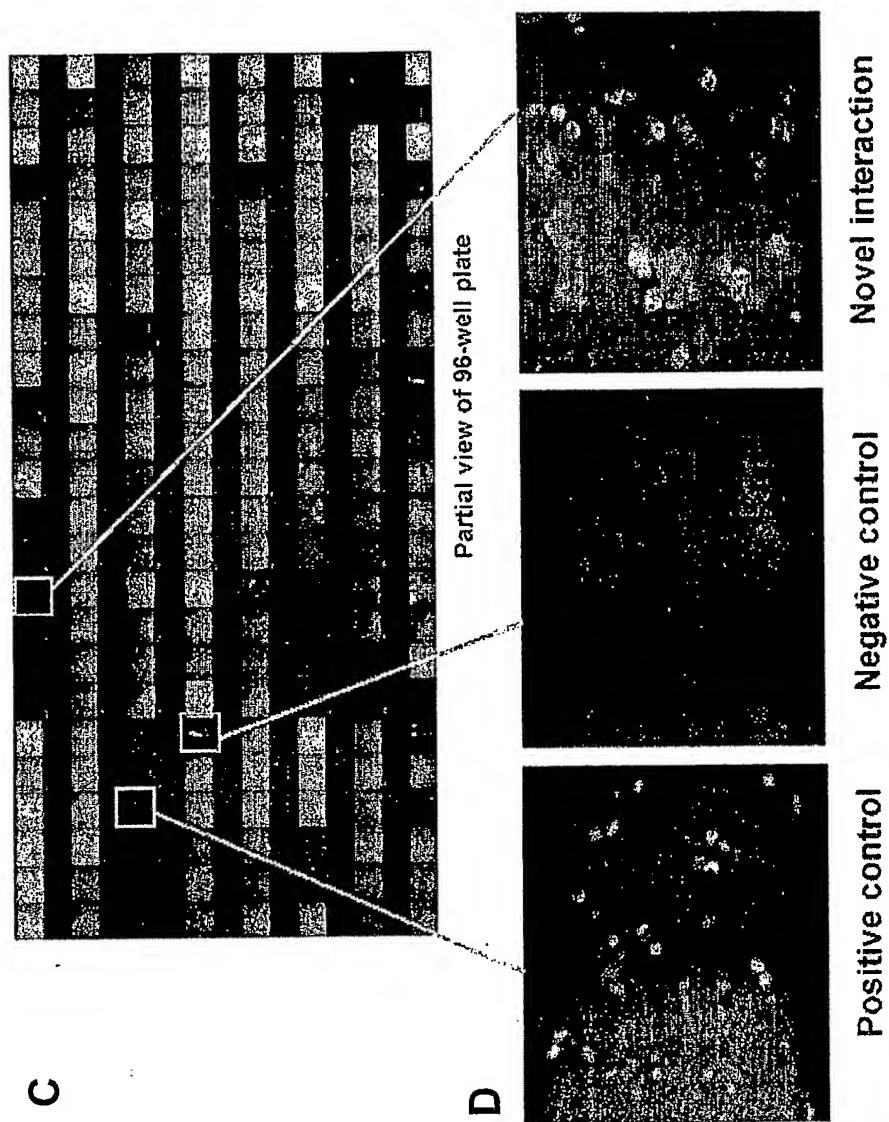 C
Partial view of 96-well plate
D
Positive control
Negative control
Novel interaction